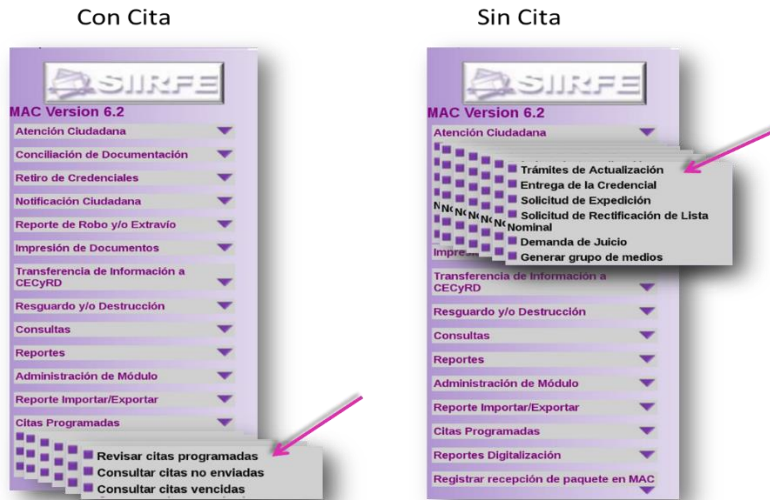 Con Cita
SIIRFE
MAC Version 6.2
Atención Ciudadana
Conciliación de Documentación
Retiro de Credenciales
Notificación Ciudadana
Reporte de Robo y/o Extravío
Impresión de Documentos
Transferencia de Información a
CECyRD
Resguardo y/o Destrucción
Consultas
Reportes
Administración de Módulo
Reporte Importar/Exportar
Citas Programadas
Revisar citas programadas
Consultar citas no enviadas
Consultar citas vencidas
Sin Cita
SIIRFE
MAC Version 6.2
Atención Ciudadana
Trámites de Actualización
Entrega de la Credencial
Solicitud de Expedición
Solicitud de Rectificación de Lista
Nominal
Demanda de Juicio
Generar grupo de medios
Transferencia de Información a
CECyRD
Resguardo y/o Destrucción
Consultas
Reportes
Administración de Módulo
Reporte Importar/Exportar
Citas Programadas
Reportes Digitalización
Registrar recepción de paquete en MAC